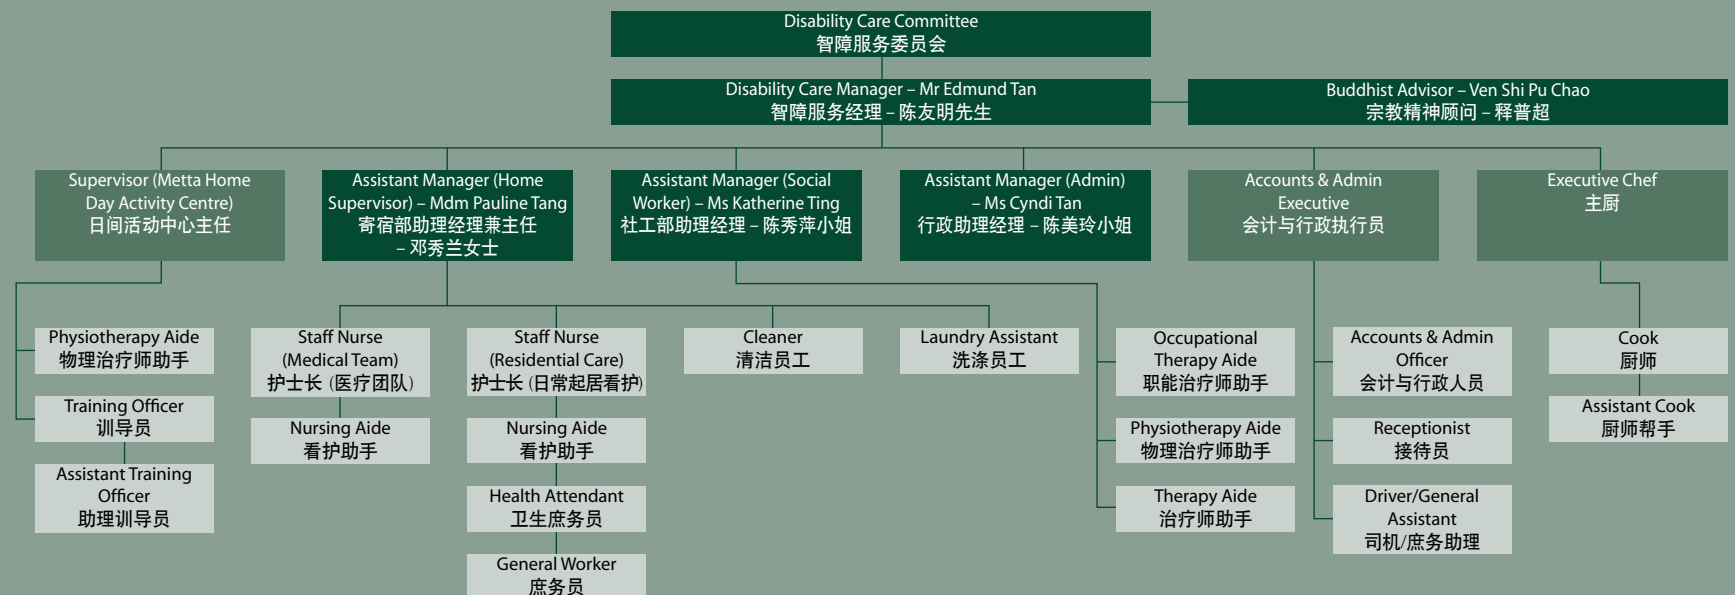 Disability Care Committee
智障服务委员会
Disability Care Manager – Mr Edmund Tan
智障服务经理 – 陈友明先生
Buddhist Advisor – Ven Shi Pu Chao
宗教精神顾问 – 释普超
Supervisor (Metta Home
Day Activity Centre)
日间活动中心主任
Assistant Manager (Home
Supervisor) – Mdm Pauline Tang
寄宿部助理经理兼主任
– 邓秀兰女士
Assistant Manager (Social
Worker) – Ms Katherine Ting
社工部助理经理 – 陈秀萍小姐
Assistant Manager (Admin)
– Ms Cyndi Tan
行政助理经理 – 陈美玲小姐
Accounts & Admin
Executive
会计与行政执行员
Executive Chef
主厨
Physiotherapy Aide
物理治疗师助手
Training Officer
训导员
Assistant Training
Officer
助理训导员
Staff Nurse
(Medical Team)
护士长 (医疗团队)
Nursing Aide
看护助手
Staff Nurse
(Residential Care)
护士长 (日常起居看护)
Nursing Aide
看护助手
Health Attendant
卫生庶务员
General Worker
庶务员
Cleaner
清洁员工
Laundry Assistant
洗涤员工
Occupational
Therapy Aide
职能治疗师助手
Physiotherapy Aide
物理治疗师助手
Therapy Aide
治疗师助手
Accounts & Admin
Officer
会计与行政人员
Receptionist
接待员
Driver/General
Assistant
司机/庶务助理
Cook
厨师
Assistant Cook
厨师帮手